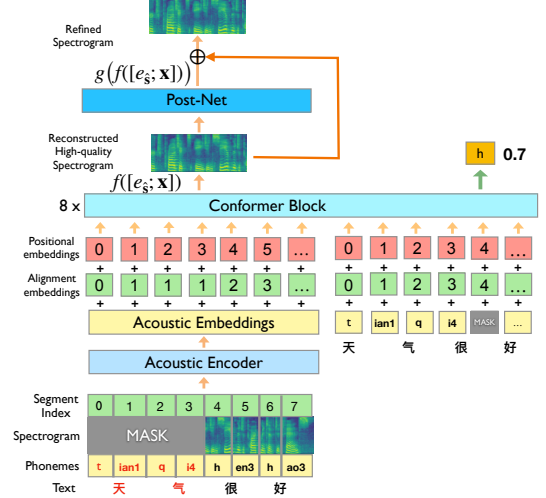 Refined
Spectrogram
g(f([e_ŝ; x]))
Post-Net
Reconstructed
High-quality
Spectrogram
f([e_ŝ; x])
h 0.7
8 x Conformer Block
Positional
embeddings
0 1 2 3 4 5 ... 0 1 2 3 4 ...
+ + + + + + + + + + + + +
Alignment
embeddings
0 1 1 1 2 3 ... 0 1 2 3 4 ...
+ + + + + + + + + + + + +
Acoustic Embeddings
t ian1 q i4 MASK ...
天 气 很 好
Acoustic Encoder
Segment
Index
0 1 2 3 4 5 6 7
Spectrogram MASK
Phonemes t ian1 q i4 h en3 h ao3
Text 天 气 很 好